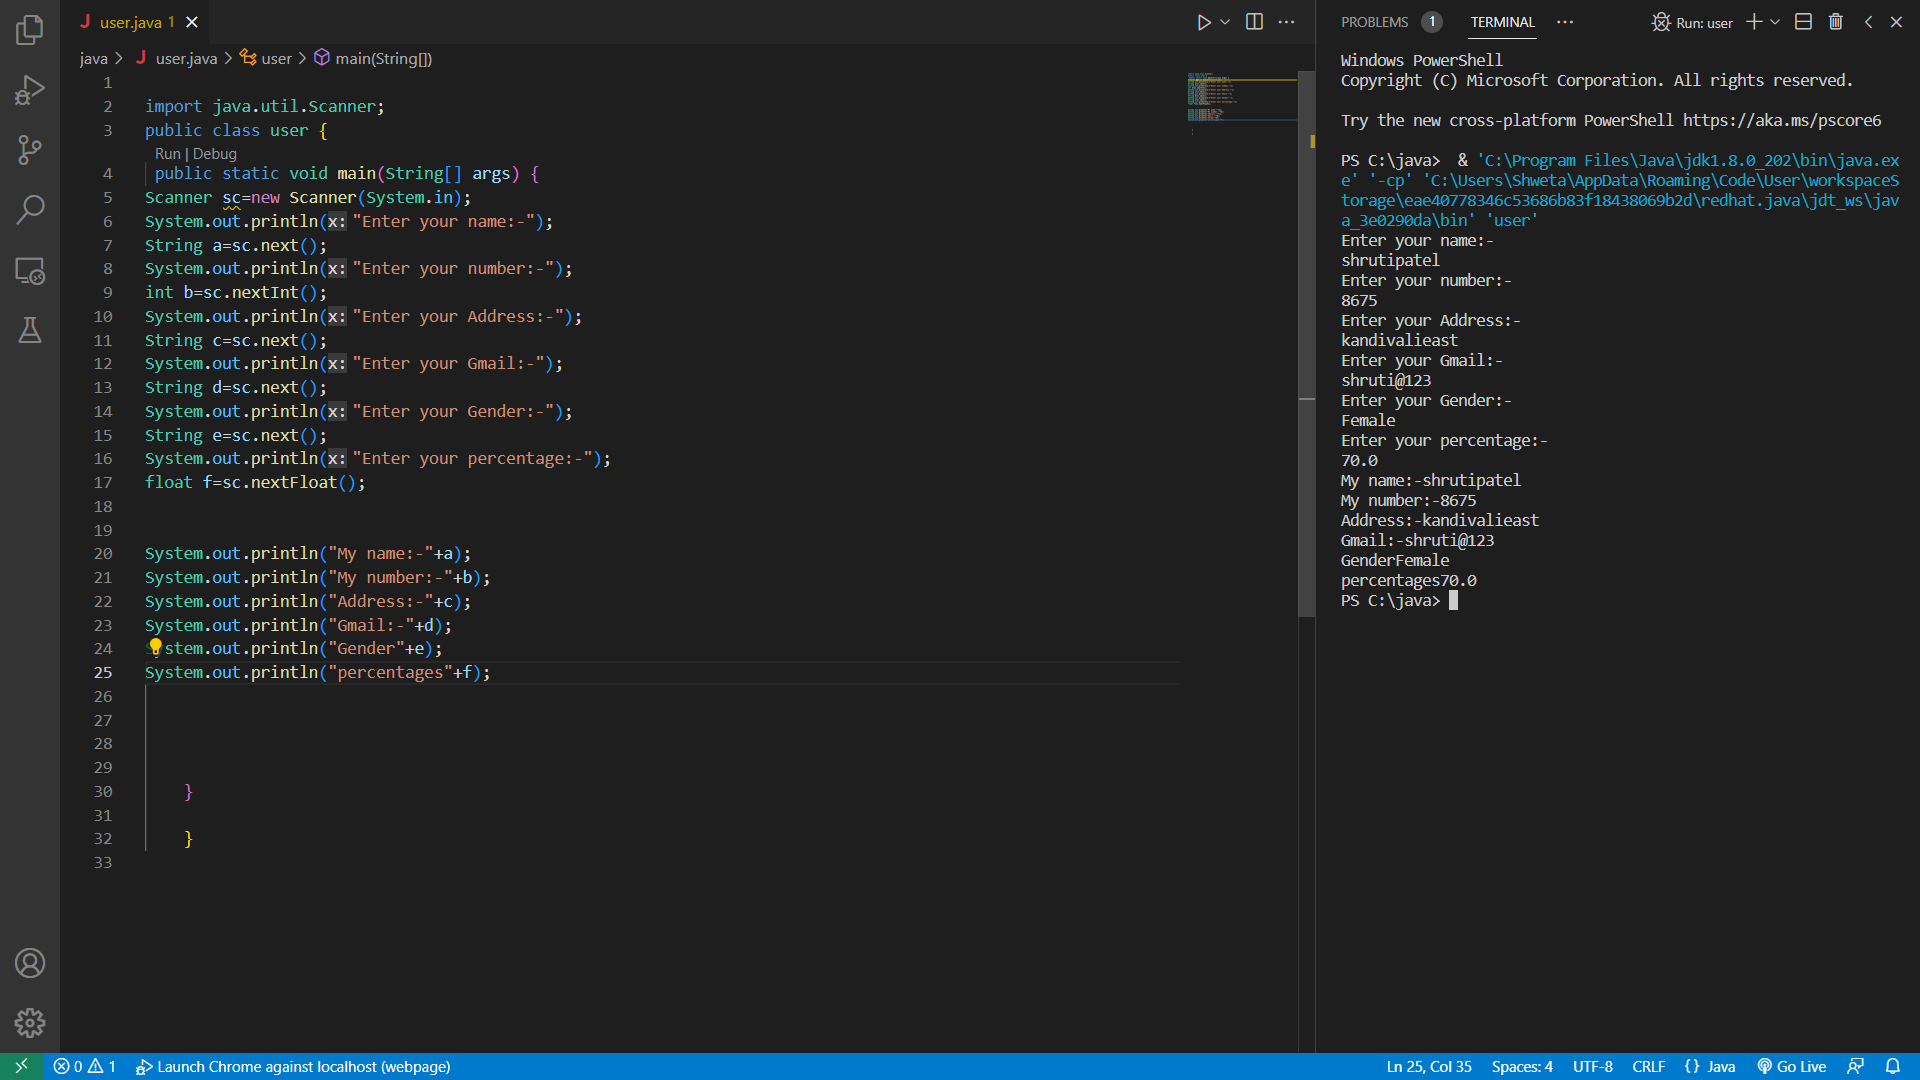 J user.java 1
java > J user.java > user > main(String[])
1
2 import java.util.Scanner;
3 public class user {
Run | Debug
4 public static void main(String[] args) {
5 Scanner sc=new Scanner(System.in);
6 System.out.println(x: "Enter your name:-");
7 String a=sc.next();
8 System.out.println(x: "Enter your number:-");
9 int b=sc.nextInt();
10 System.out.println(x: "Enter your Address:-");
11 String c=sc.next();
12 System.out.println(x: "Enter your Gmail:-");
13 String d=sc.next();
14 System.out.println(x: "Enter your Gender:-");
15 String e=sc.next();
16 System.out.println(x: "Enter your percentage:-");
17 float f=sc.nextFloat();
18
19
20 System.out.println("My name:-"+a);
21 System.out.println("My number:-"+b);
22 System.out.println("Address:-"+c);
23 System.out.println("Gmail:-"+d);
24 System.out.println("Gender"+e);
25 System.out.println("percentages"+f);
26
27
28
29
30 }
31
32 }
33
PROBLEMS 1 TERMINAL ··· Run: user
Windows PowerShell
Copyright (C) Microsoft Corporation. All rights reserved.
Try the new cross-platform PowerShell https://aka.ms/pscore6
PS C:\java>  & 'C:\Program Files\Java\jdk1.8.0_202\bin\java.ex
e' '-cp' 'C:\Users\Shweta\AppData\Roaming\Code\User\workspaceS
torage\eae40778346c53686b83f18438069b2d\redhat.java\jdt_ws\jav
a_3e0290da\bin' 'user'
Enter your name:-
shrutipatel
Enter your number:-
8675
Enter your Address:-
kandivalieast
Enter your Gmail:-
shruti@123
Enter your Gender:-
Female
Enter your percentage:-
70.0
My name:-shrutipatel
My number:-8675
Address:-kandivalieast
Gmail:-shruti@123
GenderFemale
percentages70.0
PS C:\java>
0 1 Launch Chrome against localhost (webpage) Ln 25, Col 35 Spaces: 4 UTF-8 CRLF {} Java Go Live